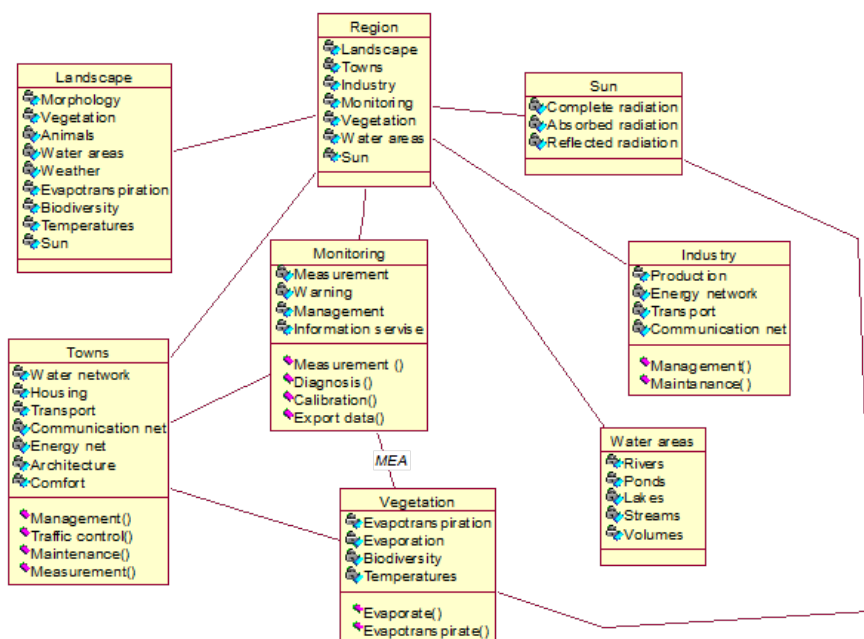 Region
Landscape
Towns
Industry
Monitoring
Vegetation
Water areas
Sun
Landscape
Morphology
Vegetation
Animals
Water areas
Weather
Evapotranspiration
Biodiversity
Temperatures
Sun
Sun
Complete radiation
Absorbed radiation
Reflected radiation
Monitoring
Measurement
Warning
Management
Information servise
Measurement ()
Diagnosis()
Calibration()
Export data()
Industry
Production
Energy network
Transport
Communication net
Management()
Maintanance()
Towns
Water network
Housing
Transport
Communication net
Energy net
Architecture
Comfort
Management()
Traffic control()
Maintenance()
Measurement()
MEA
Water areas
Rivers
Ponds
Lakes
Streams
Volumes
Vegetation
Evapotranspiration
Evaporation
Biodiversity
Temperatures
Evaporate()
Evapotranspirate()